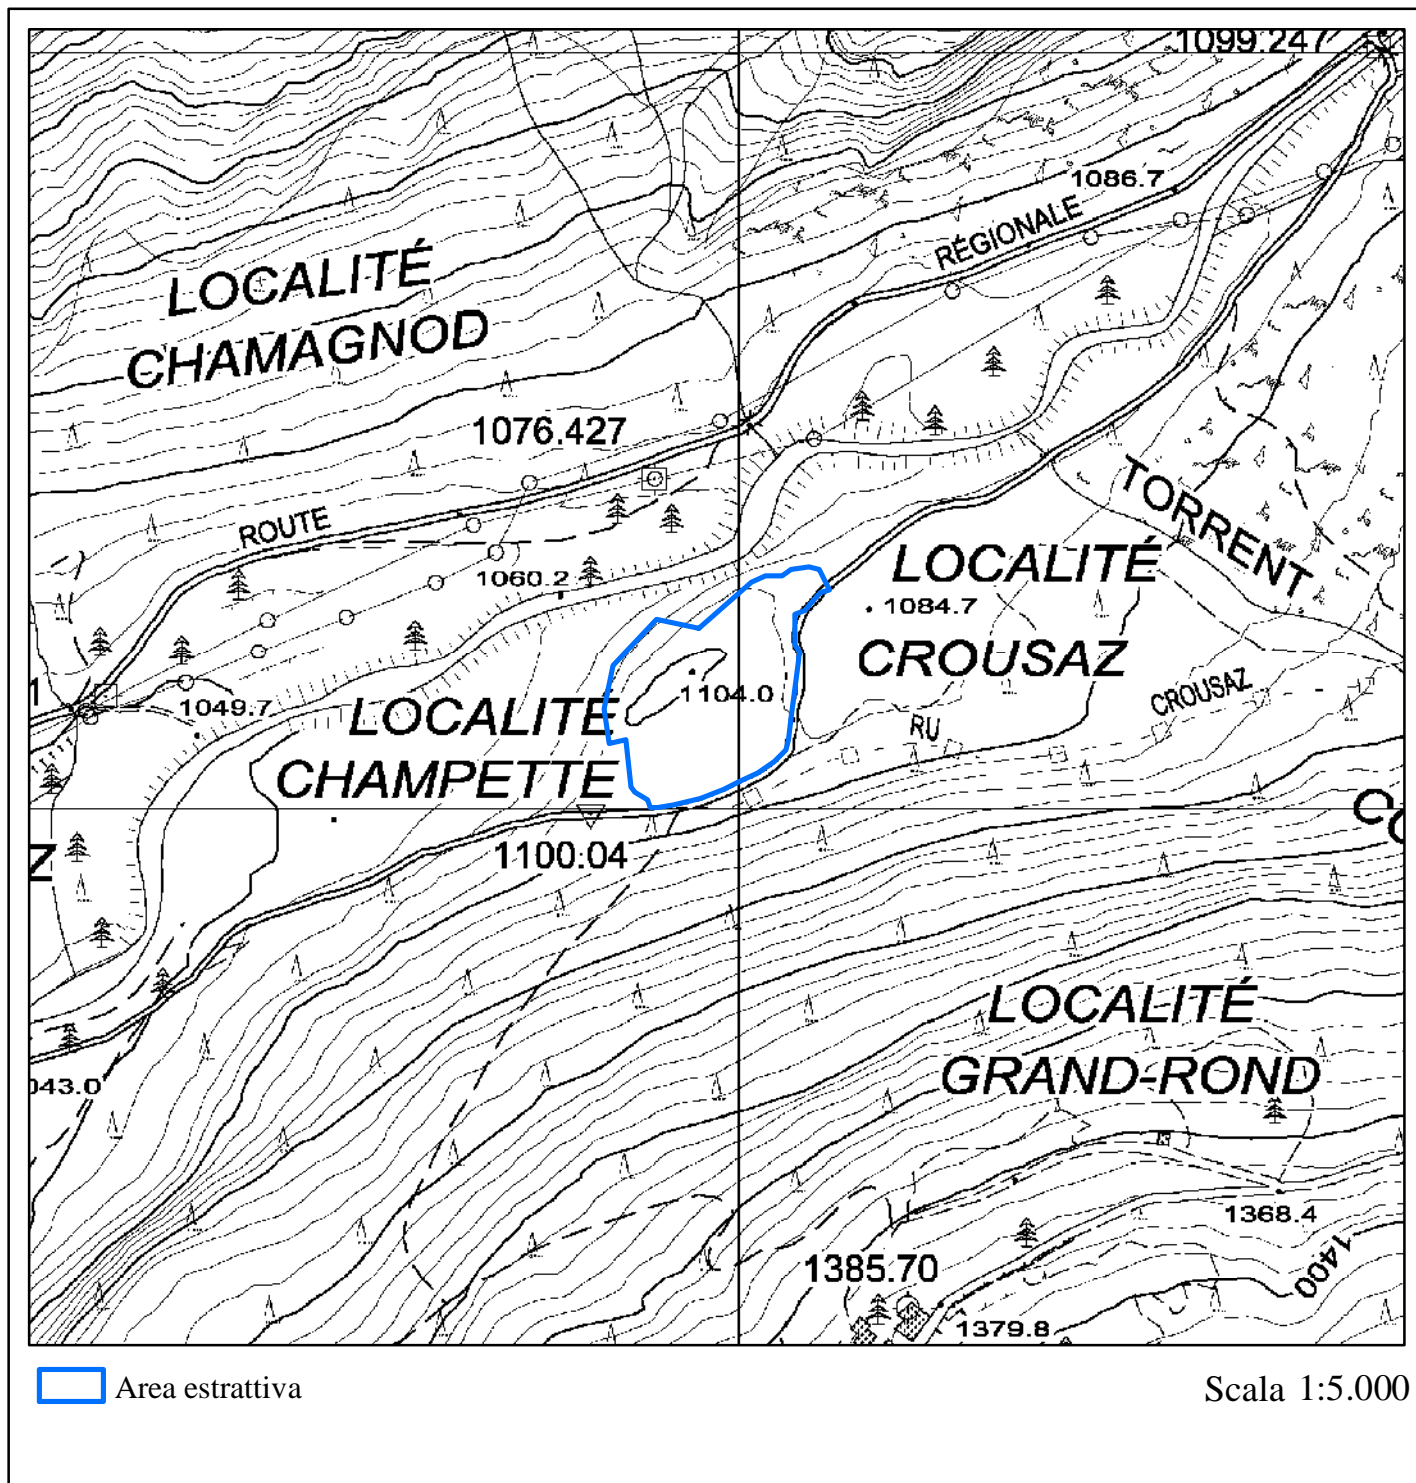 1099.247
1086.7
RÉGIONALE
LOCALITÉ
CHAMAGNOD
1076.427
ROUTE
TORRENT
LOCALITÉ
CROUSAZ
1060.2
1084.7
1104.0
1049.7
LOCALITE
CHAMPETTE
RU
CROUSAZ
1
1100.04
Z
CO
LOCALITÉ
GRAND-ROND
043.0
1368.4
1400
1385.70
1379.8
Area estrattiva
Scala 1:5.000